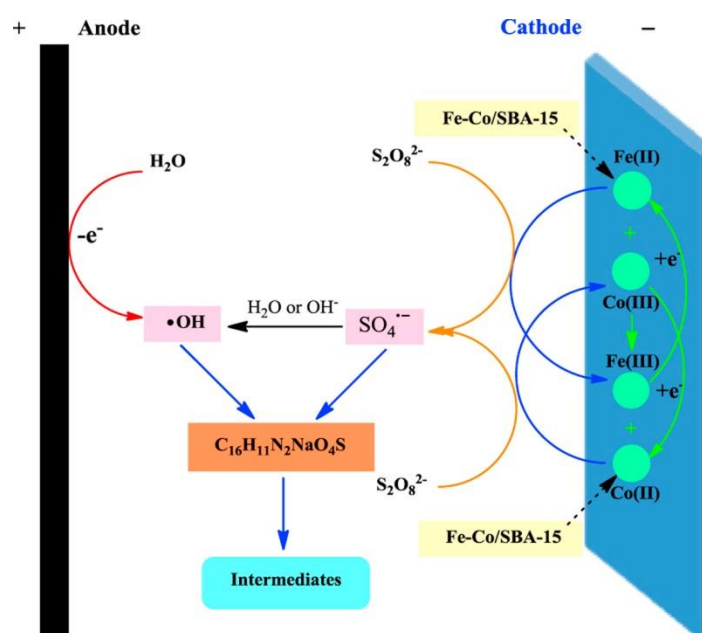 + Anode Cathode −
Fe-Co/SBA-15
Fe(II)
H₂O S₂O₈²⁻
-e⁻
+
+e⁻
Co(III)
H₂O or OH⁻
•OH SO₄•⁻
Fe(III)
+e⁻
+
C₁₆H₁₁N₂NaO₄S
S₂O₈²⁻
Co(II)
Fe-Co/SBA-15
Intermediates